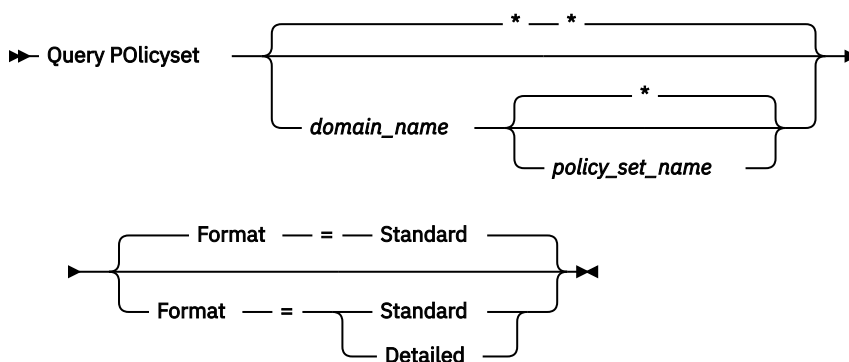 * *
Query POlicyset
*
domain_name
policy_set_name
Format = Standard
Format = Standard
Detailed